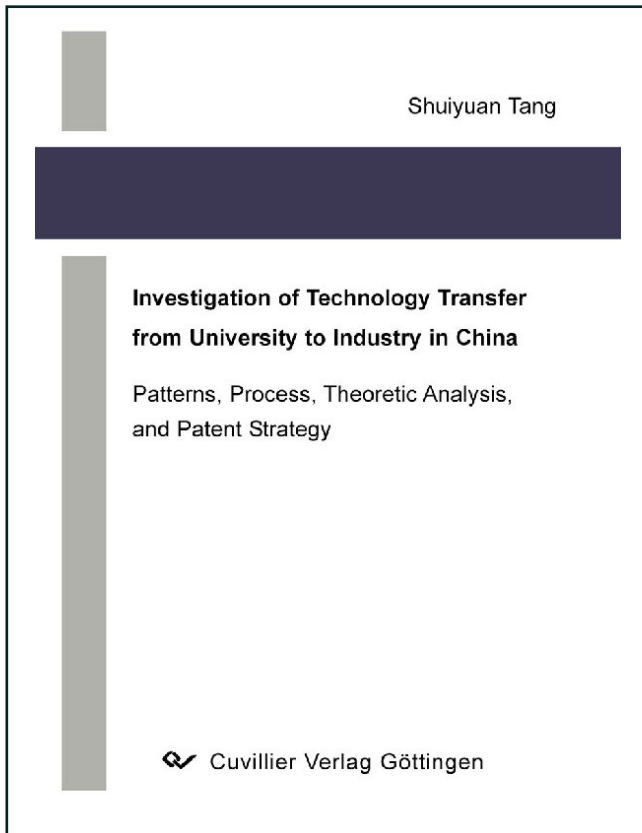 Shuiyuan Tang
Investigation of Technology Transfer
from University to Industry in China
Patterns, Process, Theoretic Analysis,
and Patent Strategy
Cuvillier Verlag Göttingen